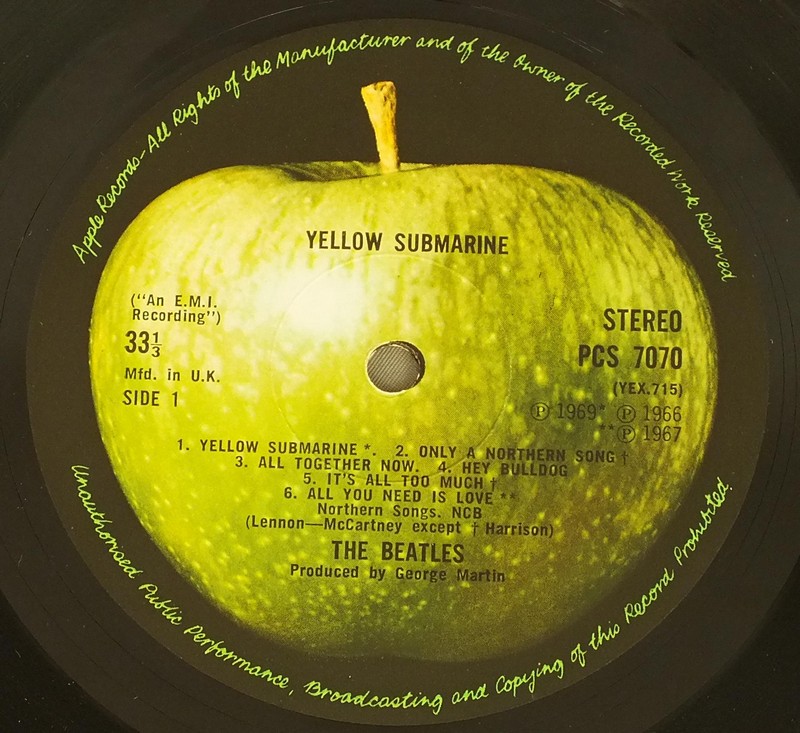 Apple Records-All Rights of the Manufacturer and of the Owner of the Recorded Work Reserved
YELLOW SUBMARINE
("An E.M.I.
Recording")
33⅓
Mfd. in U.K.
SIDE 1
STEREO
PCS 7070
(YEX.715)
℗ 1969* ℗ 1966
**℗ 1967
1. YELLOW SUBMARINE*. 2. ONLY A NORTHERN SONG †
3. ALL TOGETHER NOW. 4. HEY BULLDOG
5. IT'S ALL TOO MUCH †
6. ALL YOU NEED IS LOVE **
Northern Songs. NCB
(Lennon—McCartney except † Harrison)
THE BEATLES
Produced by George Martin
Unauthorised Public Performance, Broadcasting and Copying of this Record Prohibited.